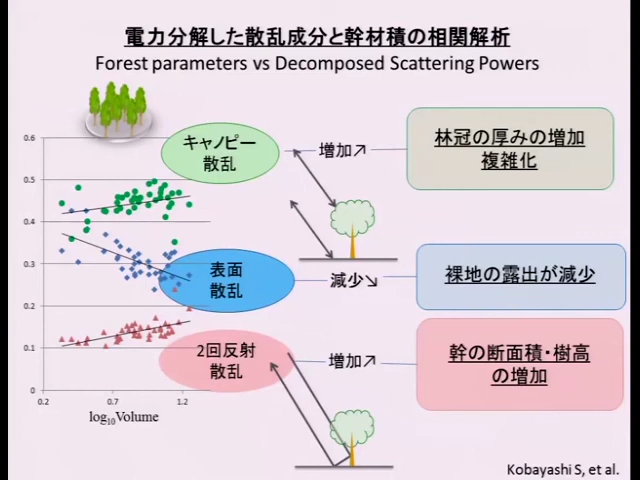 電力分解した散乱成分と幹材積の相関解析
Forest parameters vs Decomposed Scattering Powers
キャノピー
散乱
増加↗
林冠の厚みの増加
複雑化
表面
散乱
減少↘
裸地の露出が減少
2回反射
散乱
増加↗
幹の断面積・樹高
の増加
0.6
0.5
0.4
0.3
0.2
0.1
0
0.2
0.7
1.2
log₁₀Volume
Kobayashi S, et al.